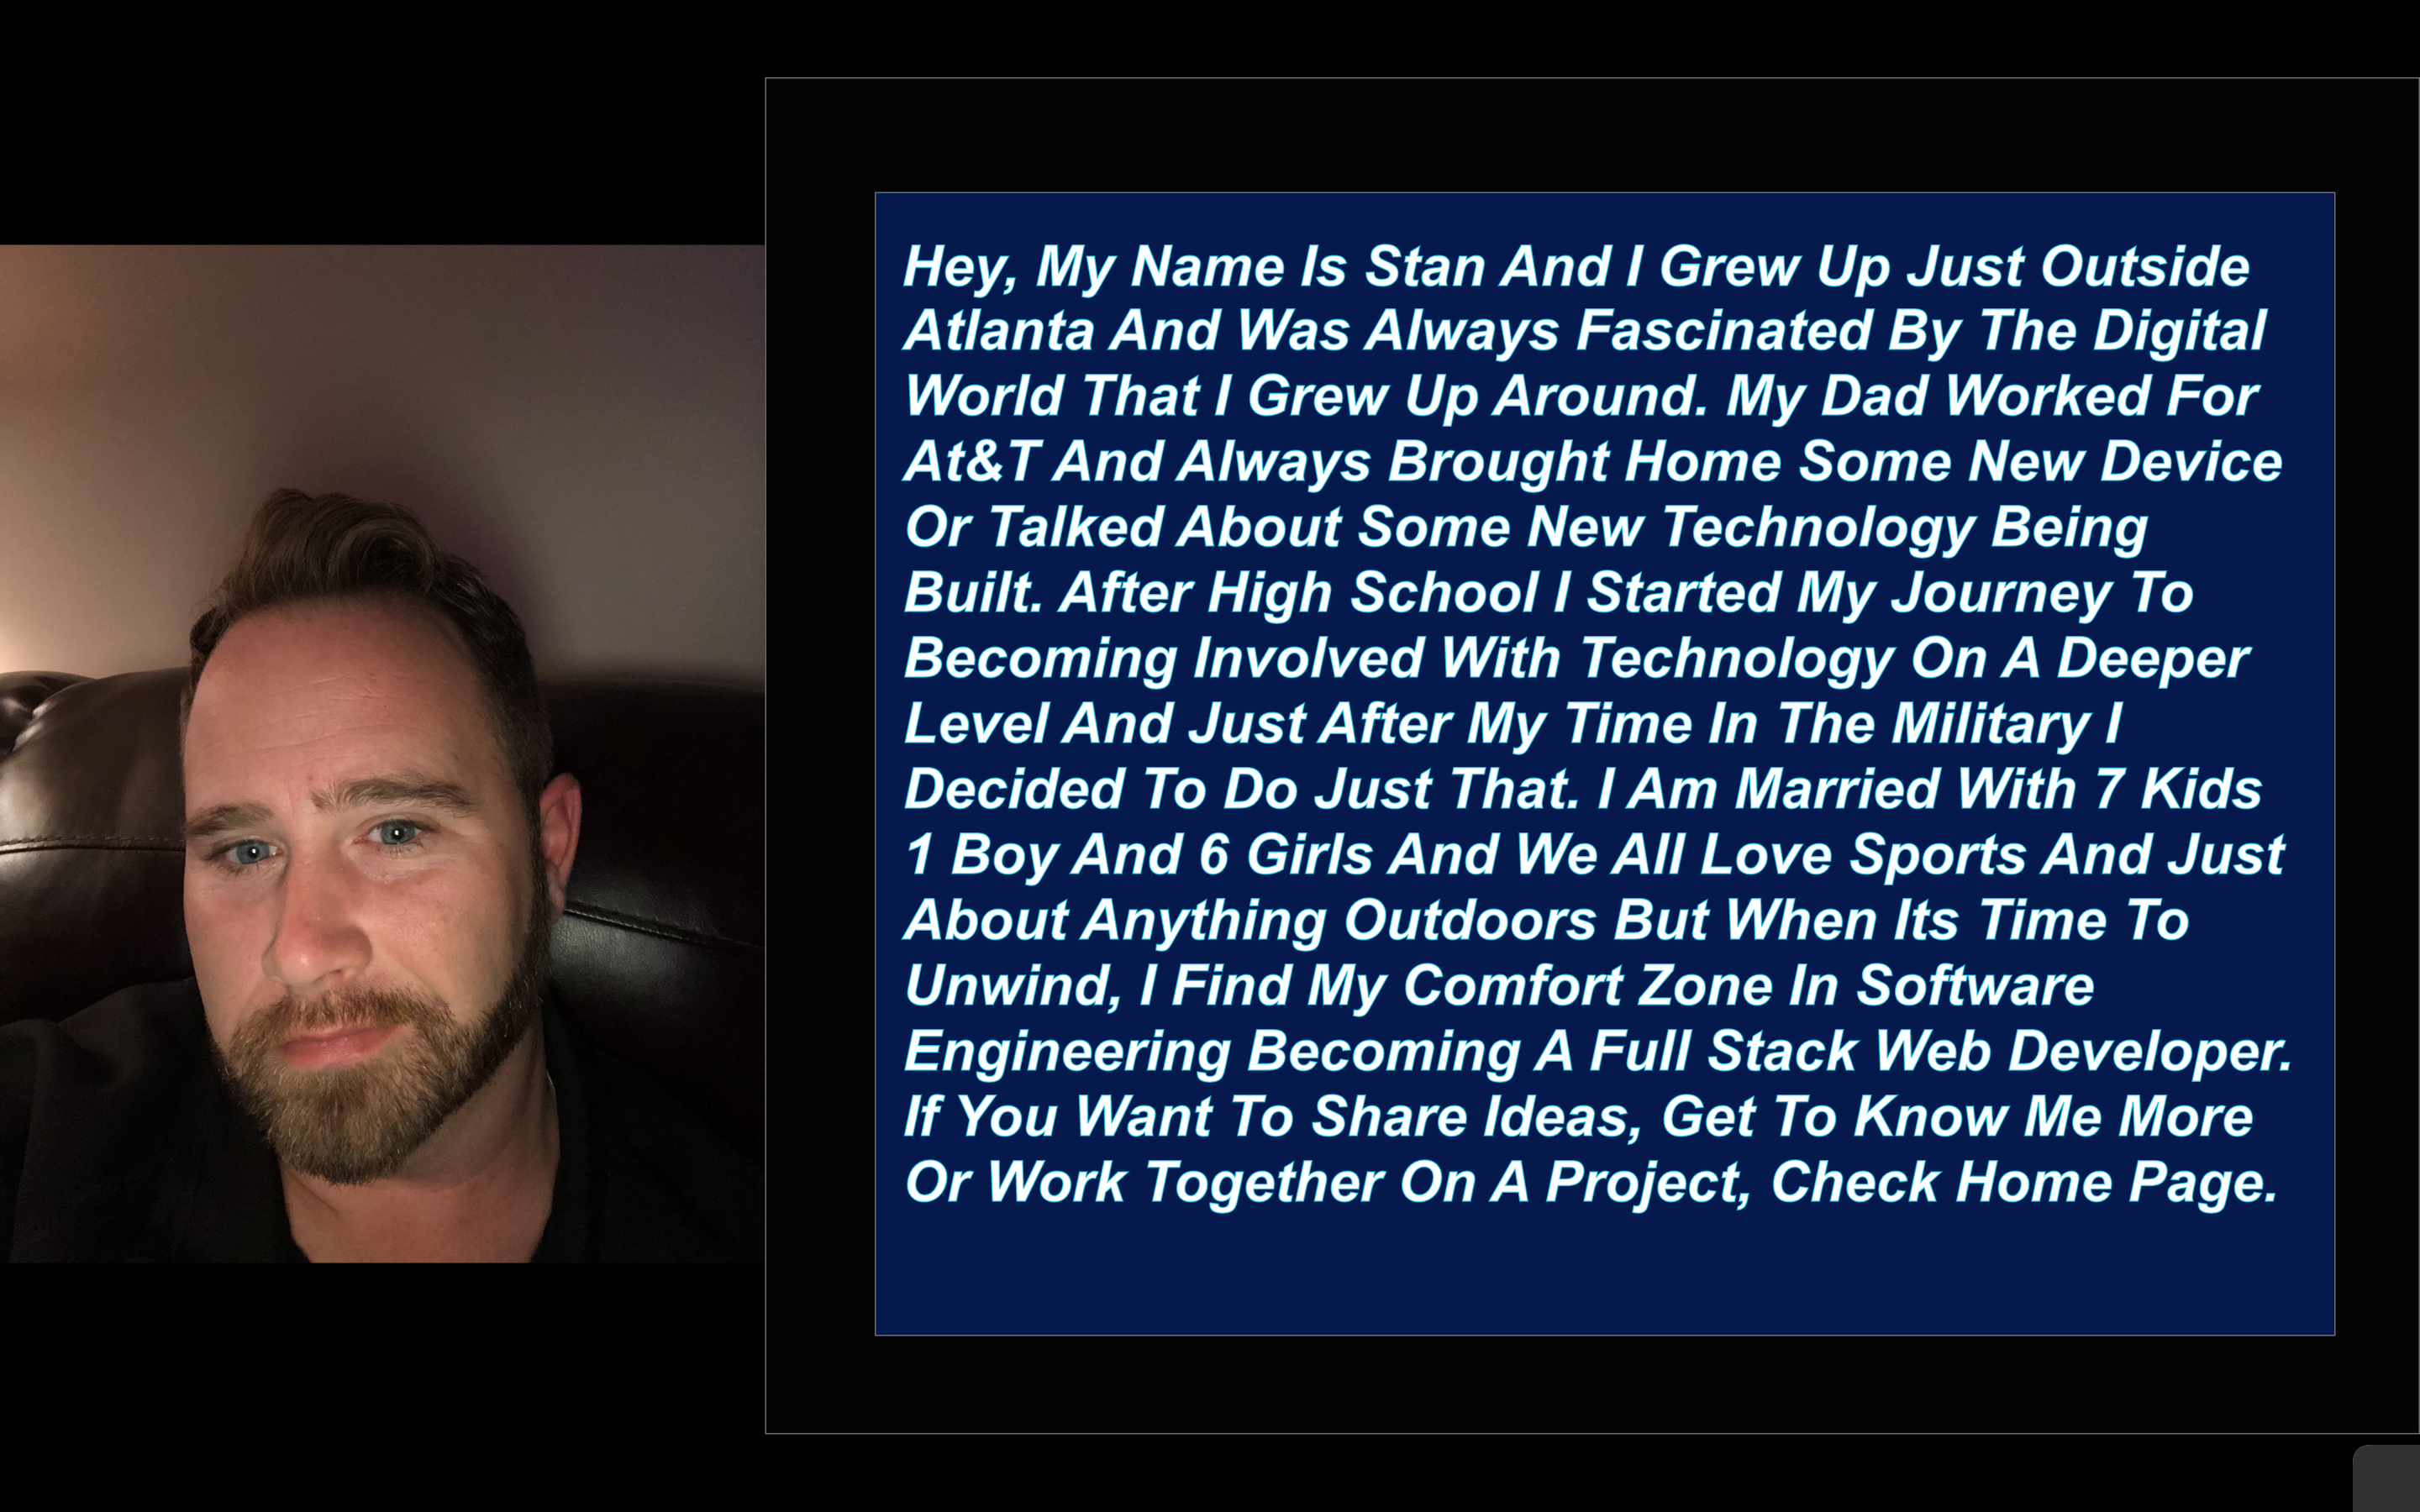 Hey, My Name Is Stan And I Grew Up Just Outside
Atlanta And Was Always Fascinated By The Digital
World That I Grew Up Around. My Dad Worked For
At&T And Always Brought Home Some New Device
Or Talked About Some New Technology Being
Built. After High School I Started My Journey To
Becoming Involved With Technology On A Deeper
Level And Just After My Time In The Military I
Decided To Do Just That. I Am Married With 7 Kids
1 Boy And 6 Girls And We All Love Sports And Just
About Anything Outdoors But When Its Time To
Unwind, I Find My Comfort Zone In Software
Engineering Becoming A Full Stack Web Developer.
If You Want To Share Ideas, Get To Know Me More
Or Work Together On A Project, Check Home Page.